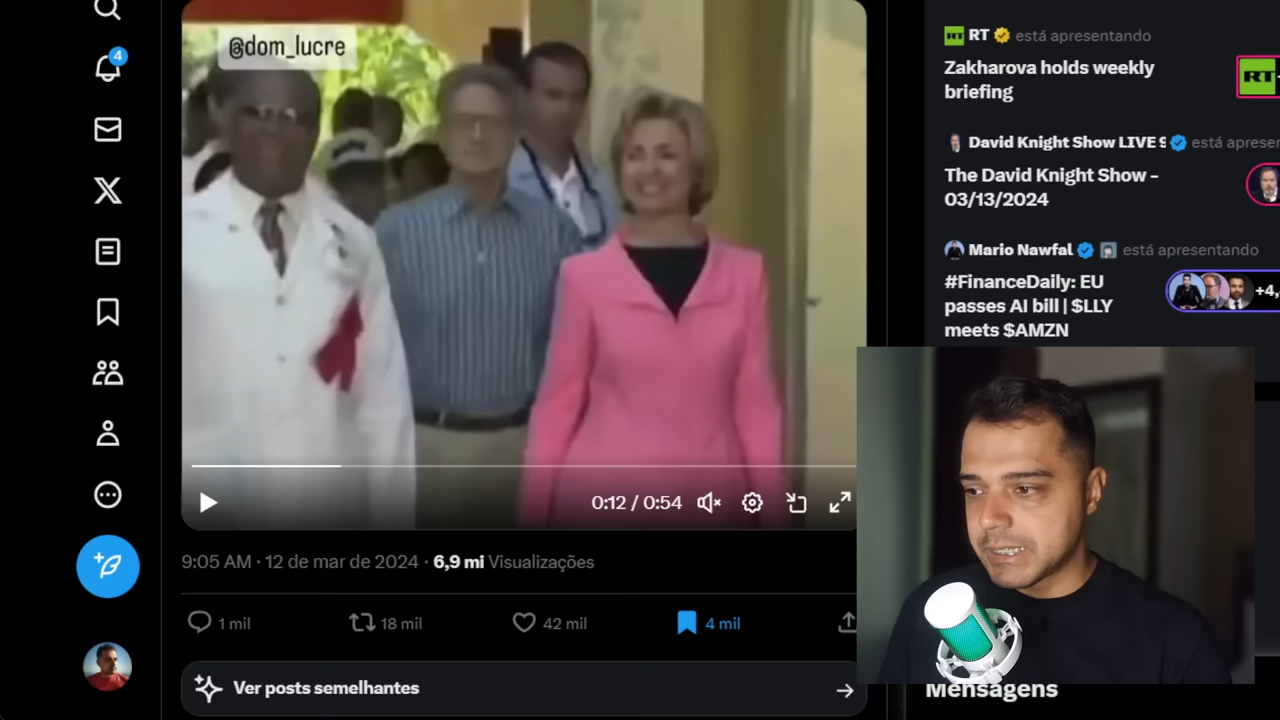 @dom_lucre
0:12 / 0:54
9:05 AM · 12 de mar de 2024 · 6,9 mi Visualizações
1 mil
18 mil
42 mil
4 mil
Ver posts semelhantes
4
RT está apresentando
Zakharova holds weekly
briefing
RT
David Knight Show LIVE está apreser
The David Knight Show –
03/13/2024
Mario Nawfal está apresentando
#FinanceDaily: EU
passes AI bill | $LLY
meets $AMZN
+4,
Mensagens